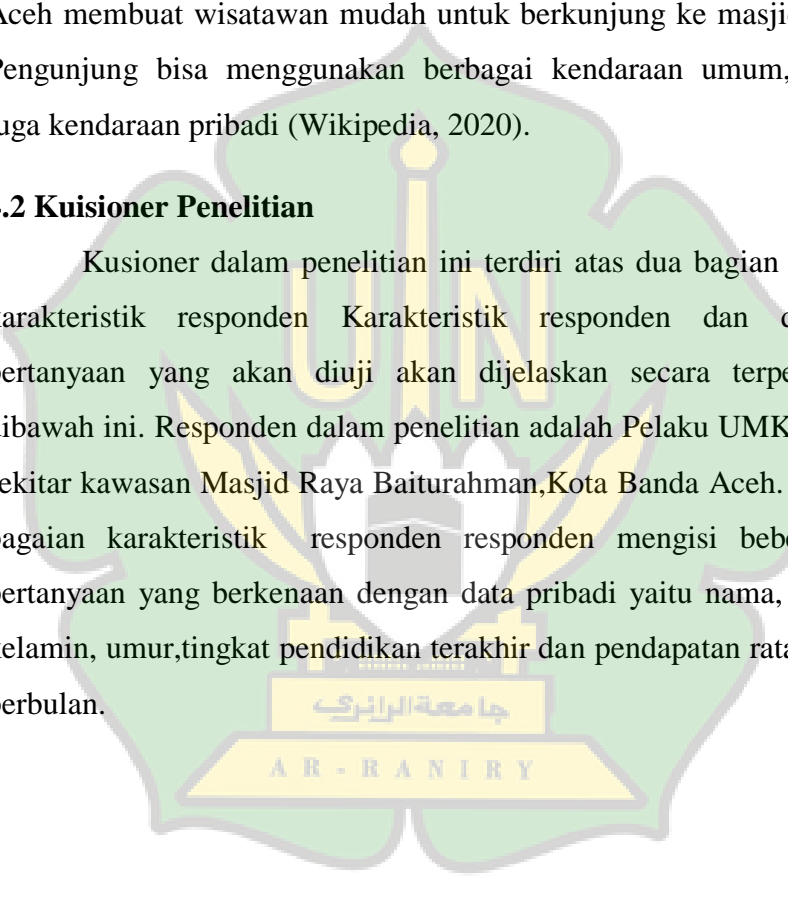 Aceh membuat wisatawan mudah untuk berkunjung ke masjid
Pengunjung bisa menggunakan berbagai kendaraan umum,
juga kendaraan pribadi (Wikipedia, 2020).
.2 Kuisioner Penelitian
Kusioner dalam penelitian ini terdiri atas dua bagian
karakteristik responden Karakteristik responden dan d
pertanyaan yang akan diuji akan dijelaskan secara terpe
dibawah ini. Responden dalam penelitian adalah Pelaku UMK
sekitar kawasan Masjid Raya Baiturahman,Kota Banda Aceh.
bagaian karakteristik responden responden mengisi bebe
pertanyaan yang berkenaan dengan data pribadi yaitu nama,
kelamin, umur,tingkat pendidikan terakhir dan pendapatan rata
perbulan.
UIN
جامعة الرانري
AR-RANIRY